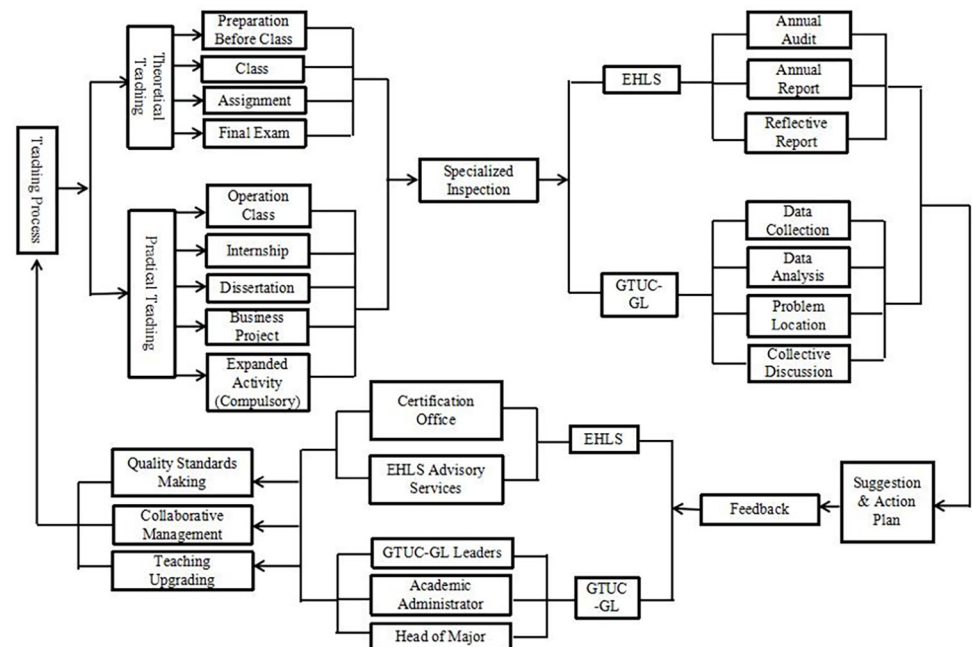 Teaching Process
Theoretical
Teaching
Preparation
Before Class
Class
Assignment
Final Exam
Practical Teaching
Operation
Class
Internship
Dissertation
Business
Project
Expanded
Activity
(Compulsory)
Specialized
Inspection
EHLS
Annual
Audit
Annual
Report
Reflective
Report
GTUC-
GL
Data
Collection
Data
Analysis
Problem
Location
Collective
Discussion
Suggestion
& Action
Plan
Feedback
EHLS
Certification
Office
EHLS Advisory
Services
GTUC
-GL
GTUC-GL Leaders
Academic
Administrator
Head of Major
Quality Standards
Making
Collaborative
Management
Teaching
Upgrading